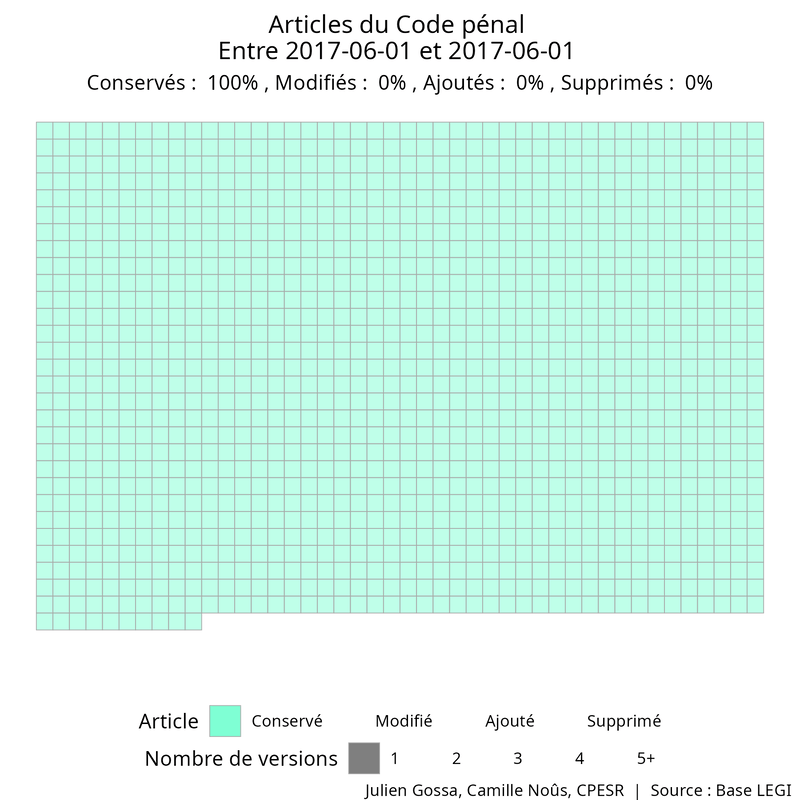 Articles du Code pénal
Entre 2017-06-01 et 2017-06-01
Conservés :  100% , Modifiés :  0% , Ajoutés :  0% , Supprimés :  0%
Article Conservé Modifié Ajouté Supprimé
Nombre de versions 1 2 3 4 5+
Julien Gossa, Camille Noûs, CPESR  |  Source : Base LEGI